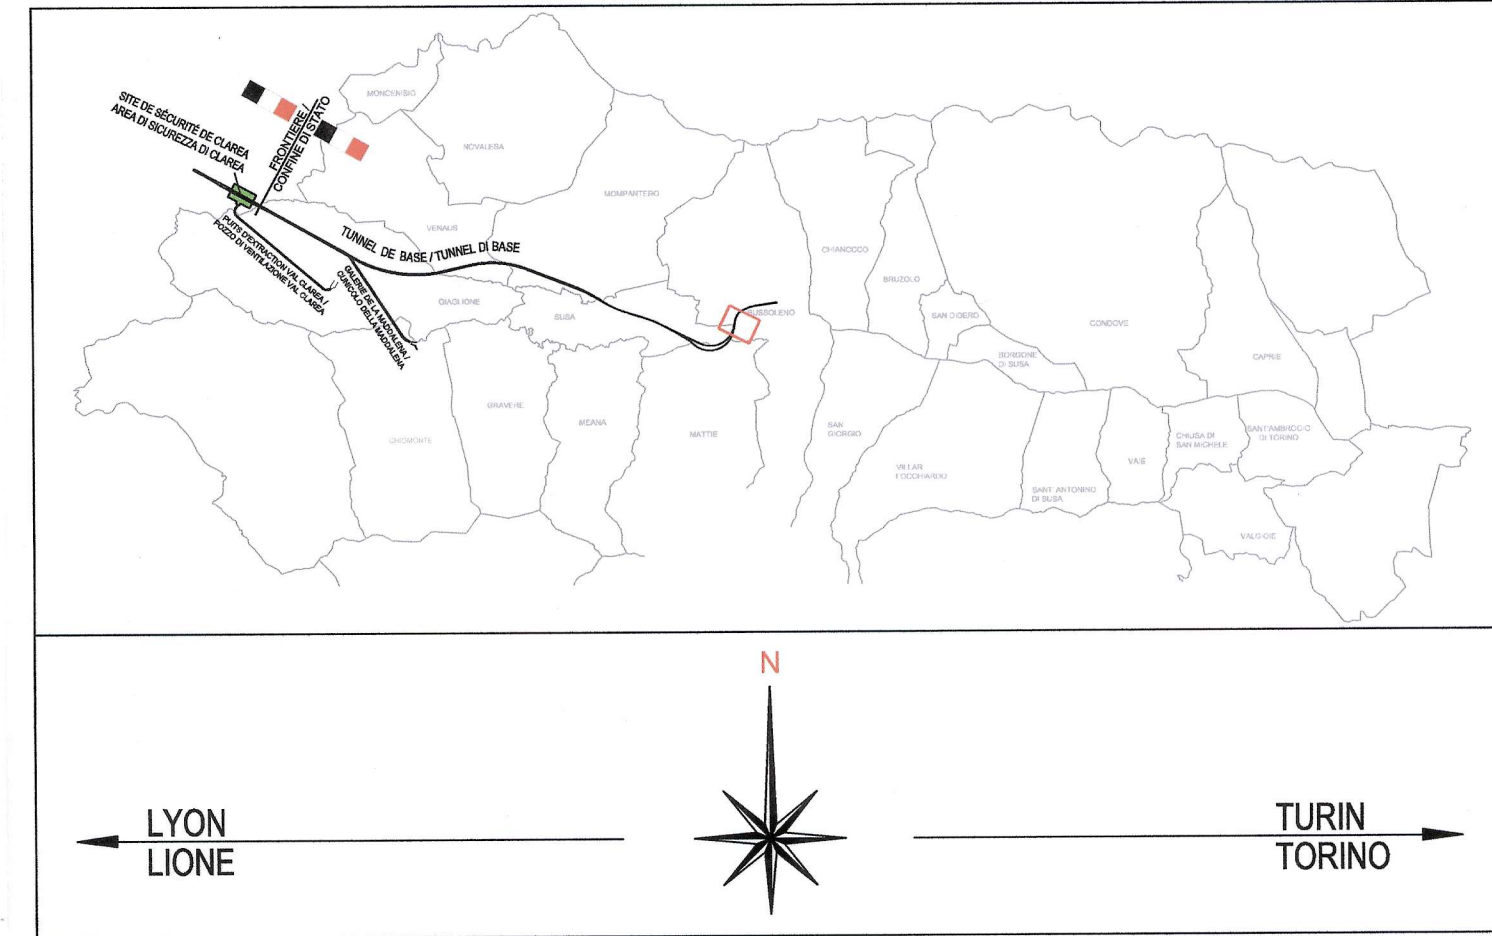 SITE DE SÉCURITÉ DE CLAREA
AREA DI SICUREZZA DI CLAREA
FRONTIERE /
CONFINE DI STATO
MONCENISIO
NOVALESA
MOMPANTERO
VENAUS
TUNNEL DE BASE / TUNNEL DI BASE
PUITS D'EXTRACTION VAL CLAREA /
POZZO DI VENTILAZIONE VAL CLAREA
GALERIE DE LA MADDALENA /
CUNICOLO DELLA MADDALENA
GIAGLIONE
SUSA
BUSSOLENO
CHIANOCCO
BRUZOLO
SAN DIDERO
CONDOVE
BORGONE
DI SUSA
CAPRIE
CHIOMONTE
GRAVERE
MEANA
MATTIE
SAN
GIORGIO
VILLAR
FOCCHIARDO
SANT' ANTONINO
DI SUSA
VAIE
CHIUSA DI
SAN MICHELE
SANT'AMBROGIO
DI TORINO
VALGIOIE
N
LYON
LIONE
TURIN
TORINO